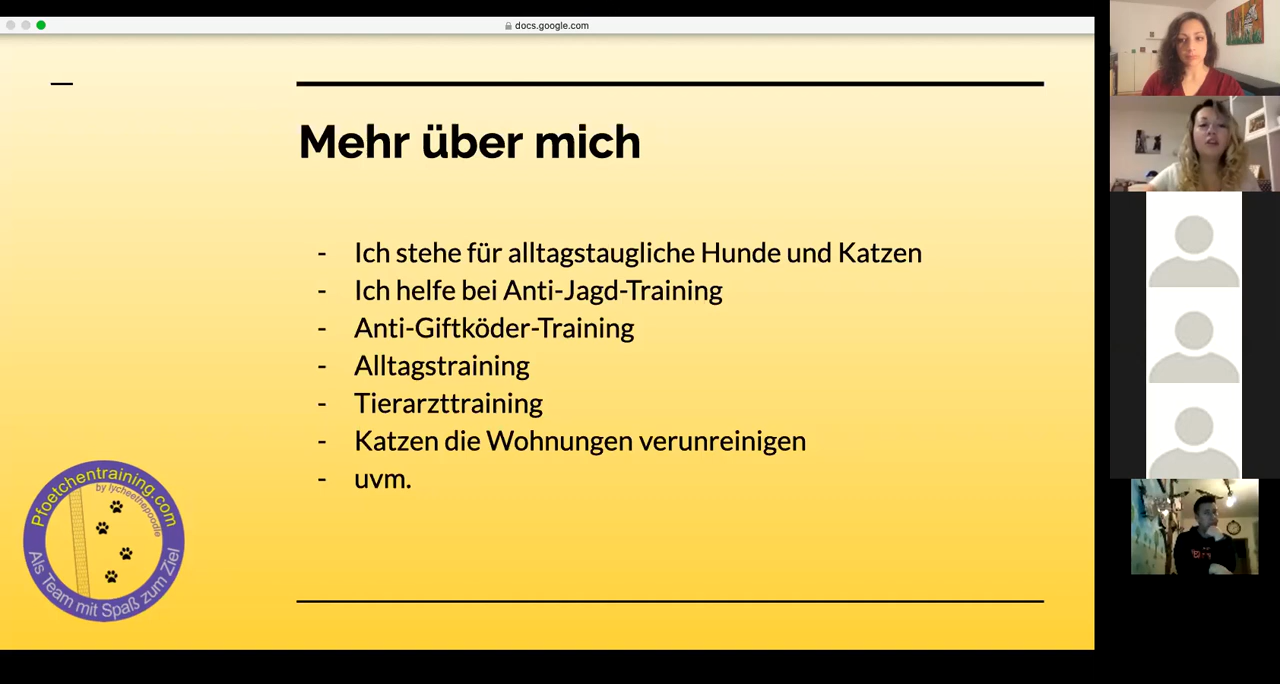 docs.google.com
Mehr über mich
- Ich stehe für alltagstaugliche Hunde und Katzen
- Ich helfe bei Anti-Jagd-Training
- Anti-Giftköder-Training
- Alltagstraining
- Tierarzttraining
- Katzen die Wohnungen verunreinigen
- uvm.
Pfoetchentraining.com
by lycheethepoodle
Als Team mit Spaß zum Ziel